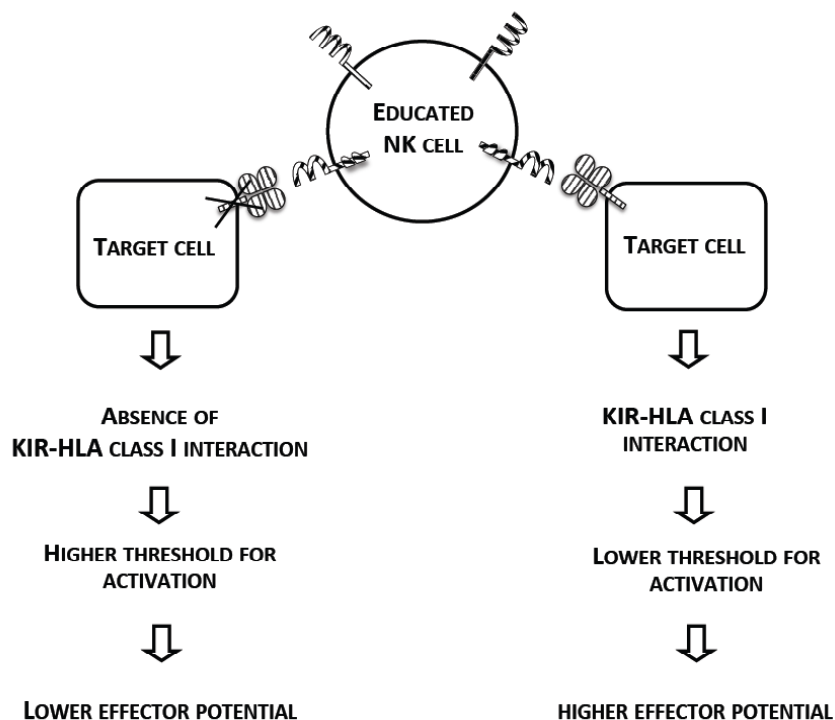 EDUCATED
NK CELL
TARGET CELL
TARGET CELL
ABSENCE OF
KIR-HLA CLASS I INTERACTION
HIGHER THRESHOLD FOR
ACTIVATION
LOWER EFFECTOR POTENTIAL
KIR-HLA CLASS I
INTERACTION
LOWER THRESHOLD FOR
ACTIVATION
HIGHER EFFECTOR POTENTIAL